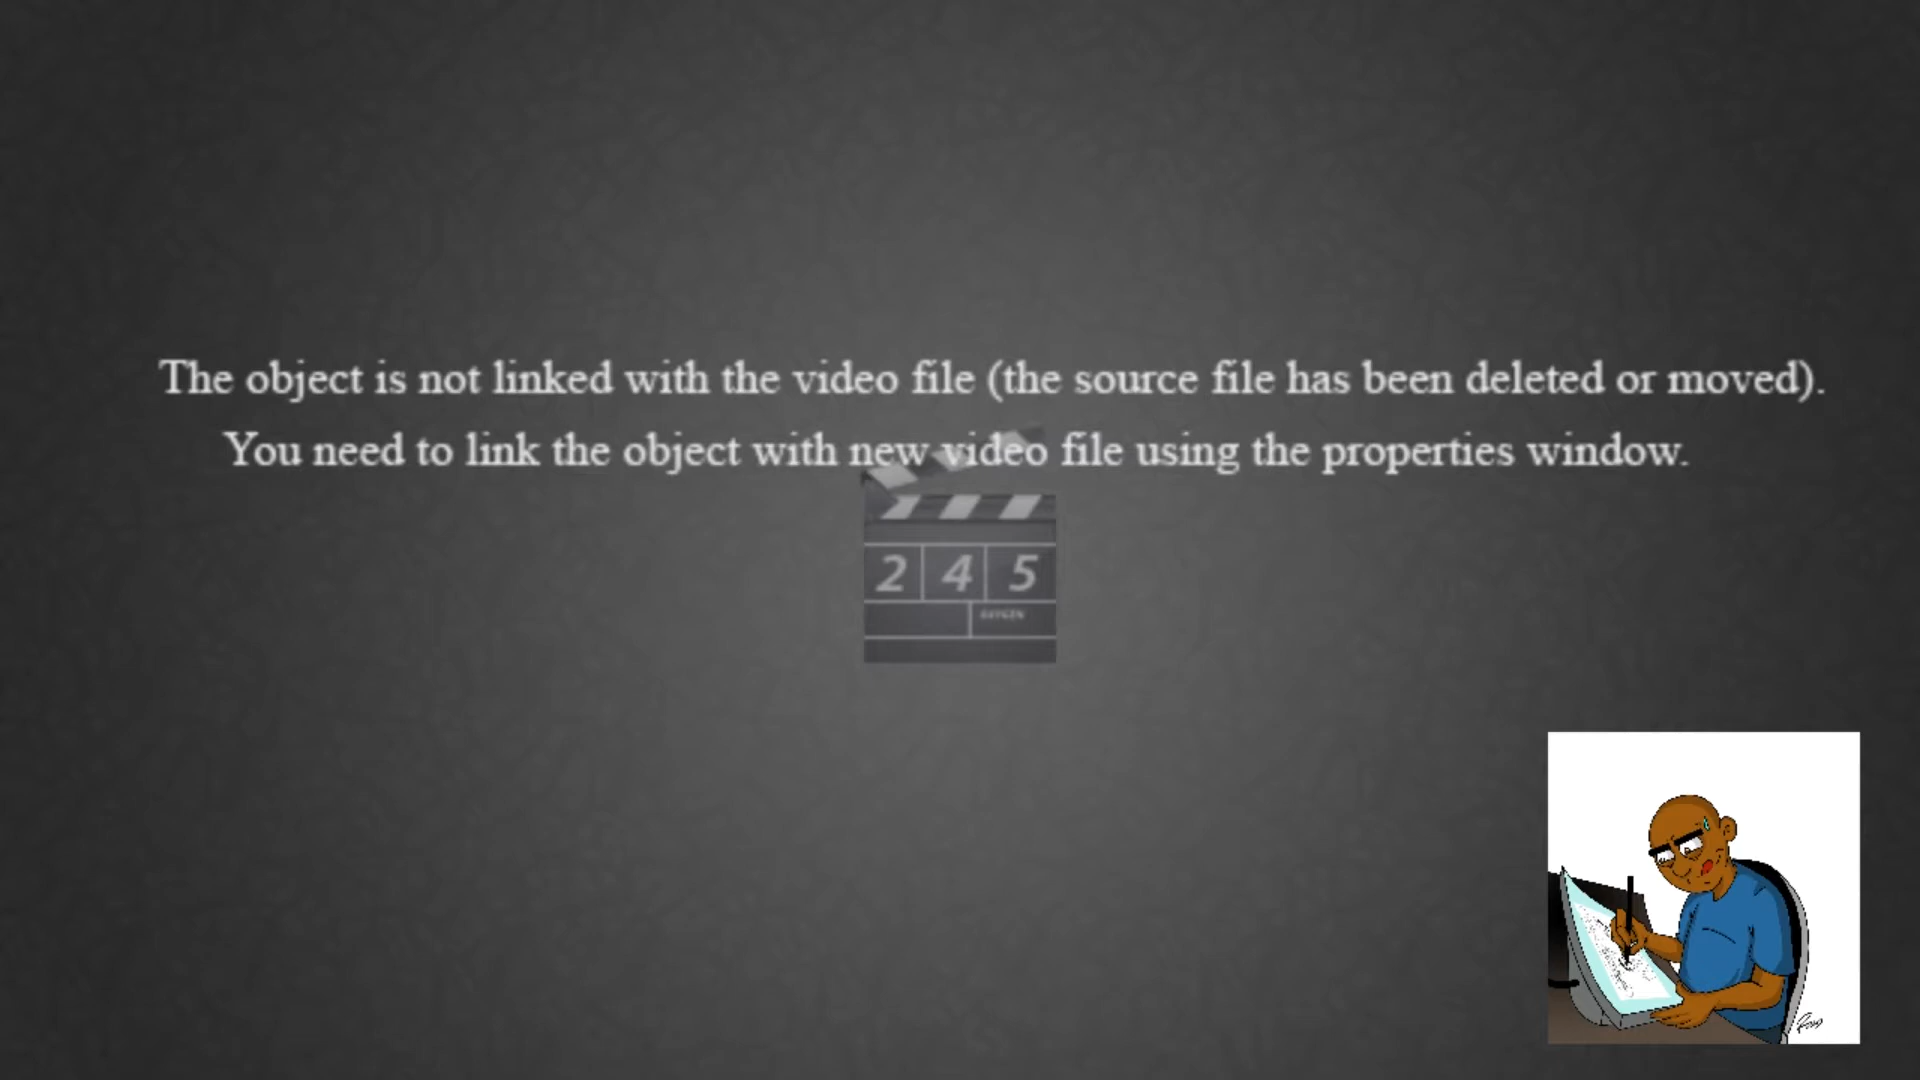 The object is not linked with the video file (the source file has been deleted or moved).
You need to link the object with new video file using the properties window.
2 4 5
OXYGEN